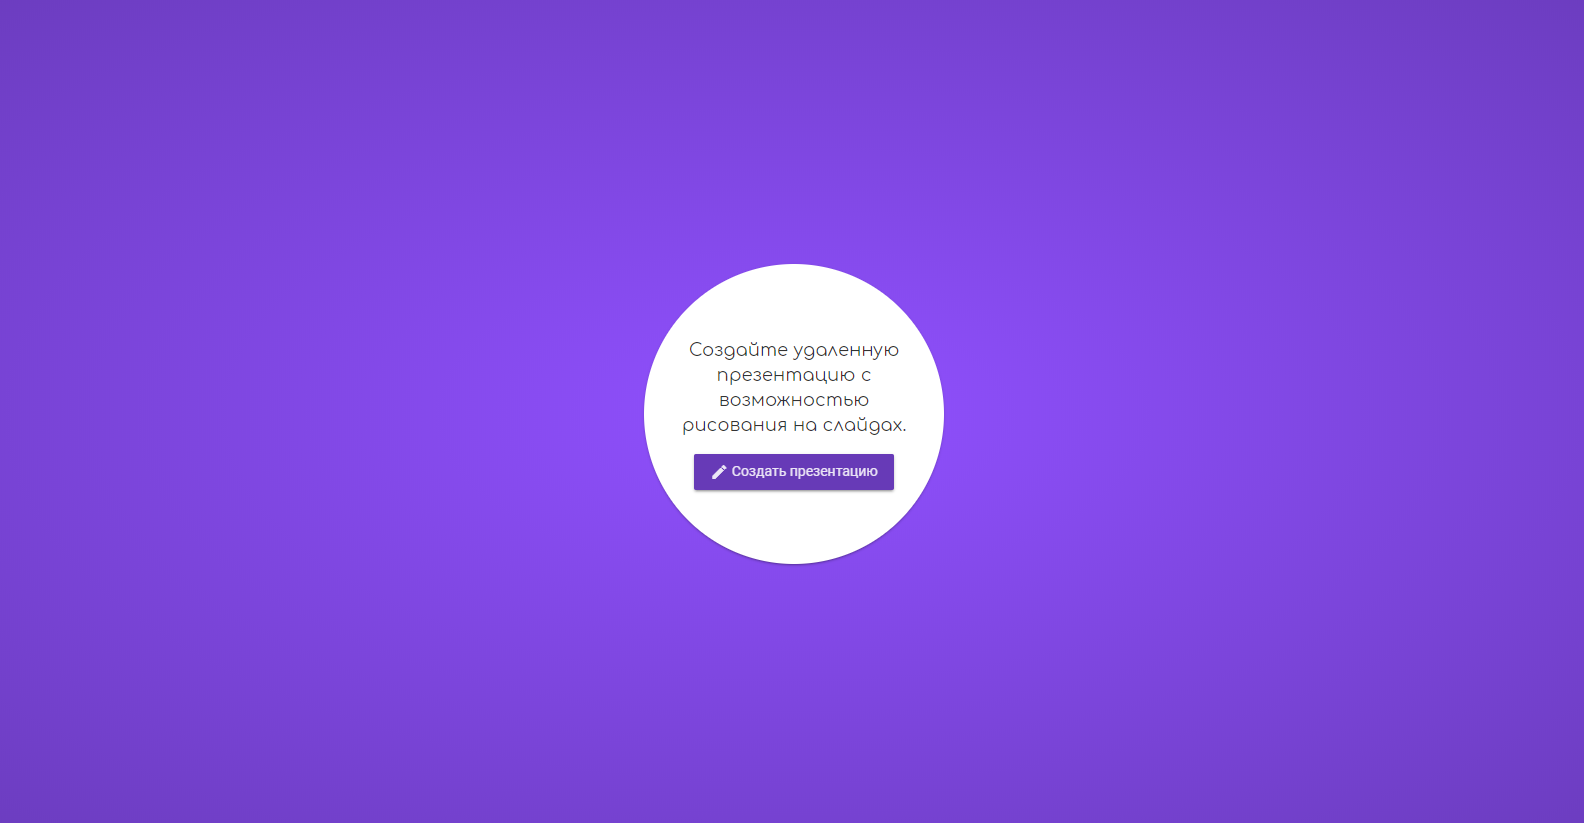 Создайте удаленную
презентацию с
возможностью
рисования на слайдах.
Создать презентацию